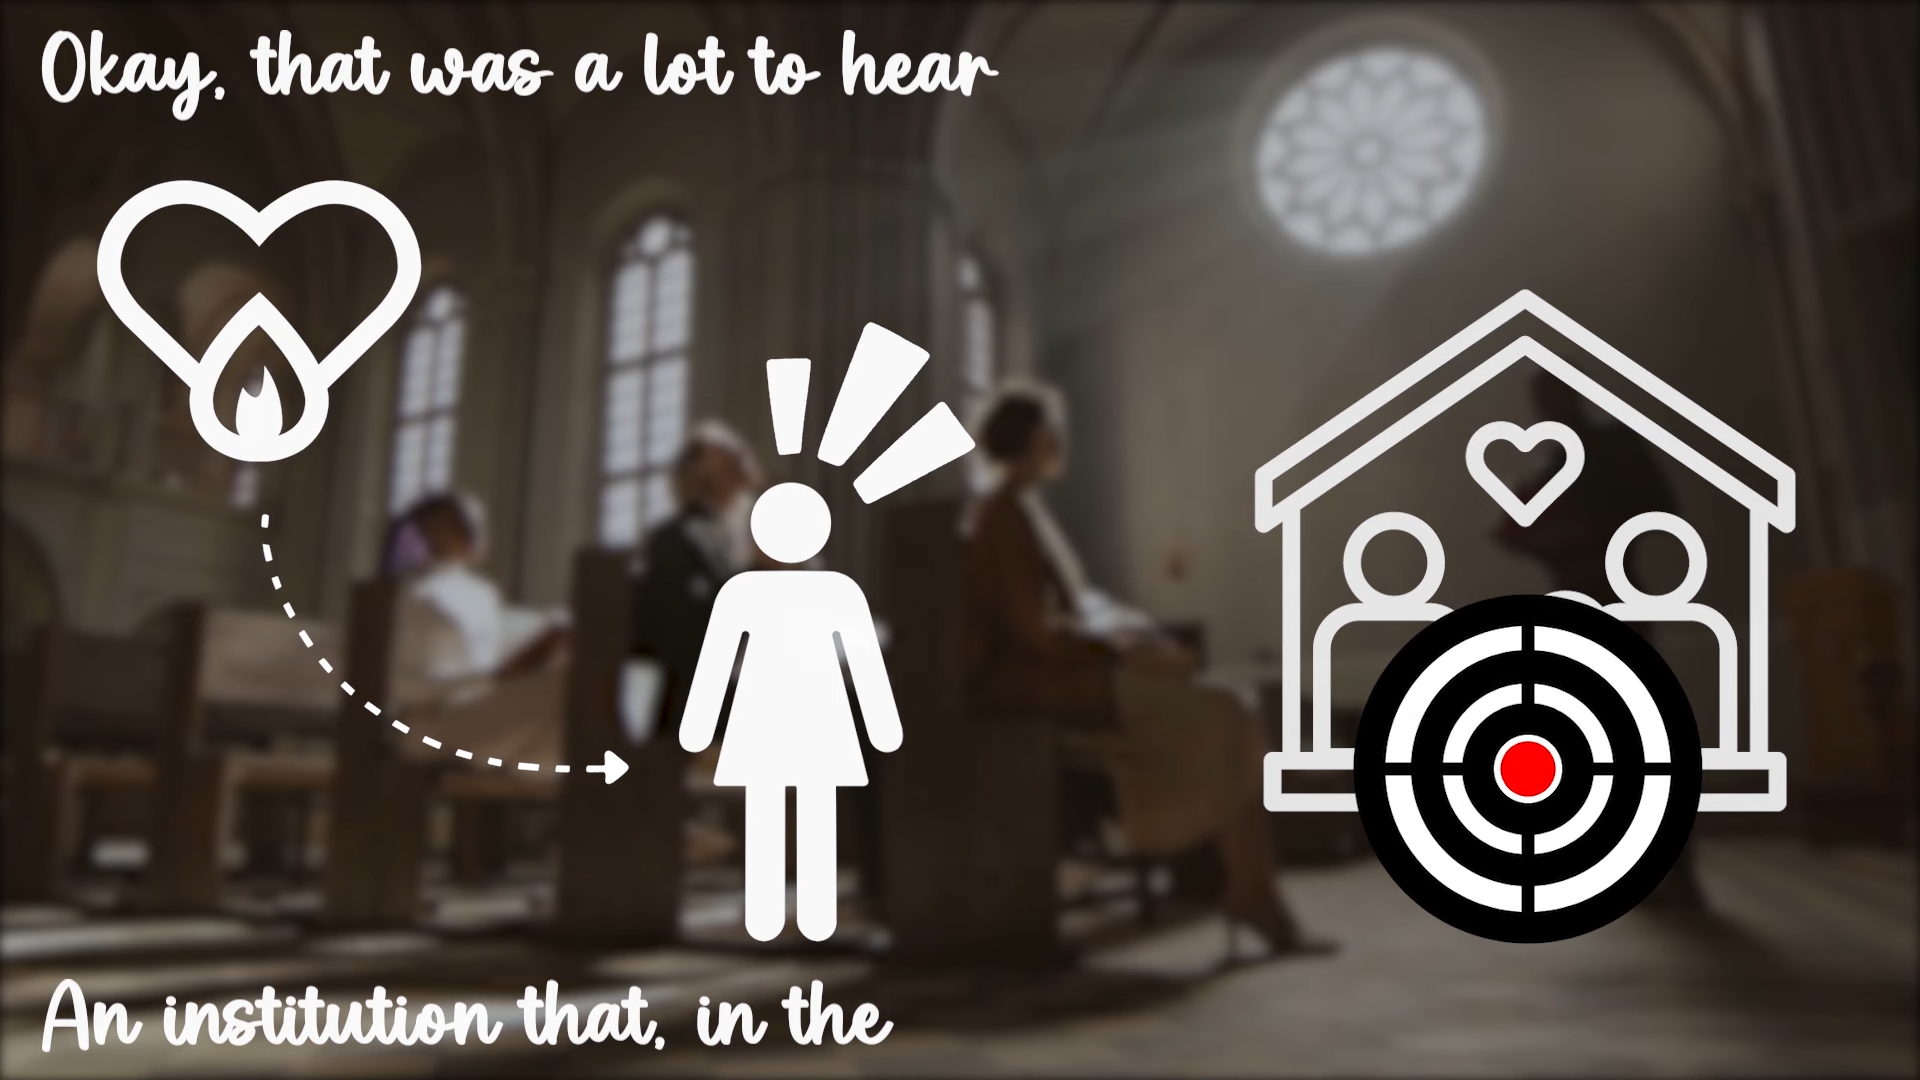 Okay, that was a lot to hear
An institution that, in the